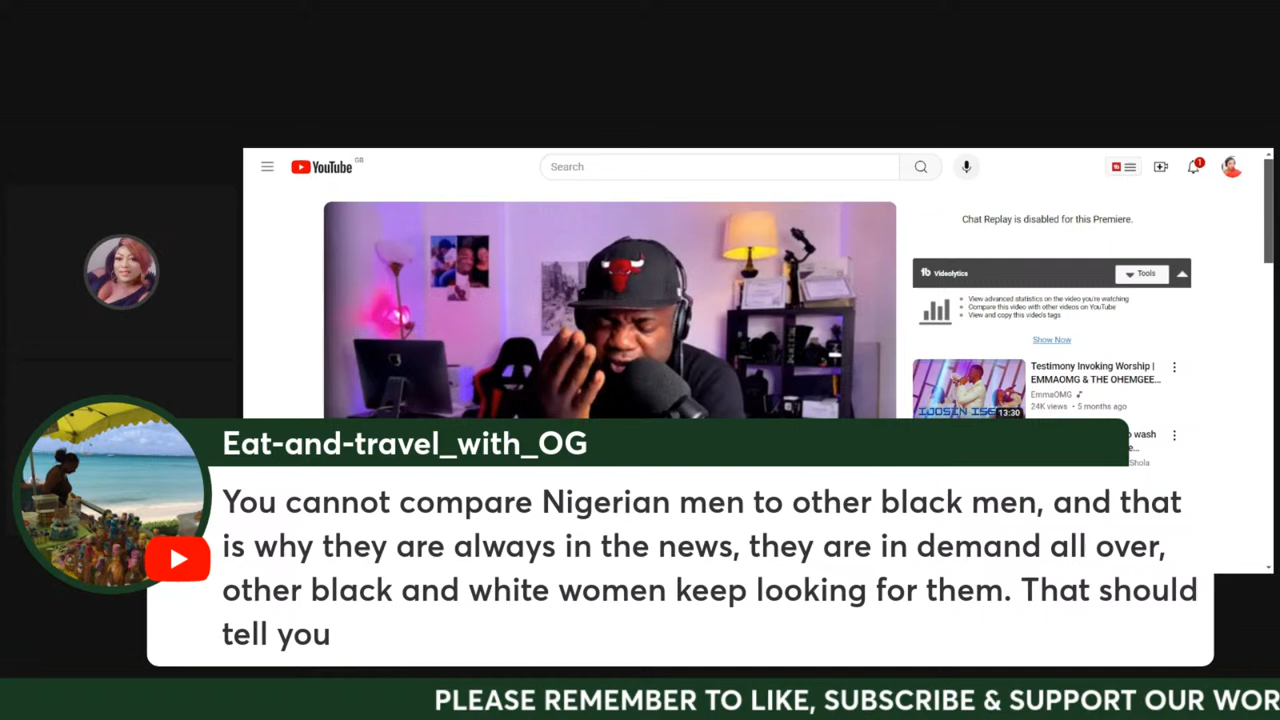 YouTube
GB
Search
1
Chat Replay is disabled for this Premiere.
tb Videolytics
Tools
View advanced statistics on the video you're watching
Compare this video with other videos on YouTube
View and copy this video's tags
Show Now
Testimony Invoking Worship |
EMMAOMG & THE OHEMGEE...
EmmaOMG
24K views • 5 months ago
13:30
wash
Shola
Eat-and-travel_with_OG
You cannot compare Nigerian men to other black men, and that
is why they are always in the news, they are in demand all over,
other black and white women keep looking for them. That should
tell you
PLEASE REMEMBER TO LIKE, SUBSCRIBE & SUPPORT OUR WOR